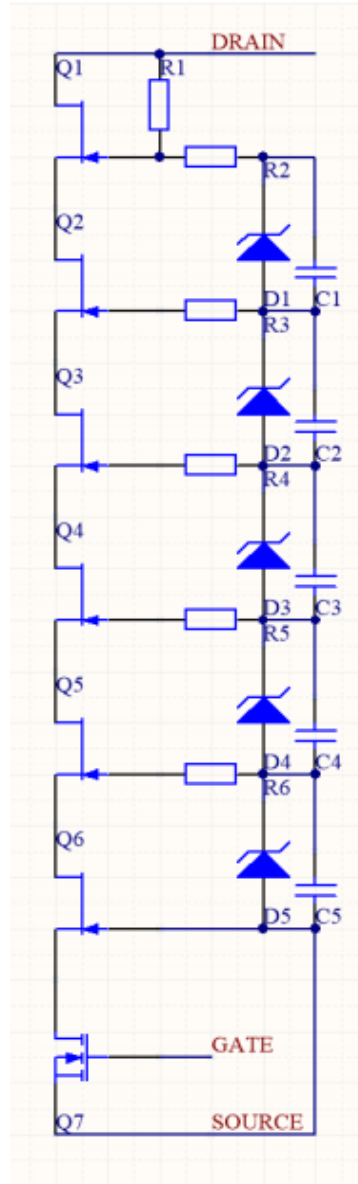 DRAIN
Q1 R1
R2
Q2
D1 C1
R3
Q3
D2 C2
R4
Q4
D3 C3
R5
Q5
D4 C4
R6
Q6
D5 C5
GATE
Q7 SOURCE